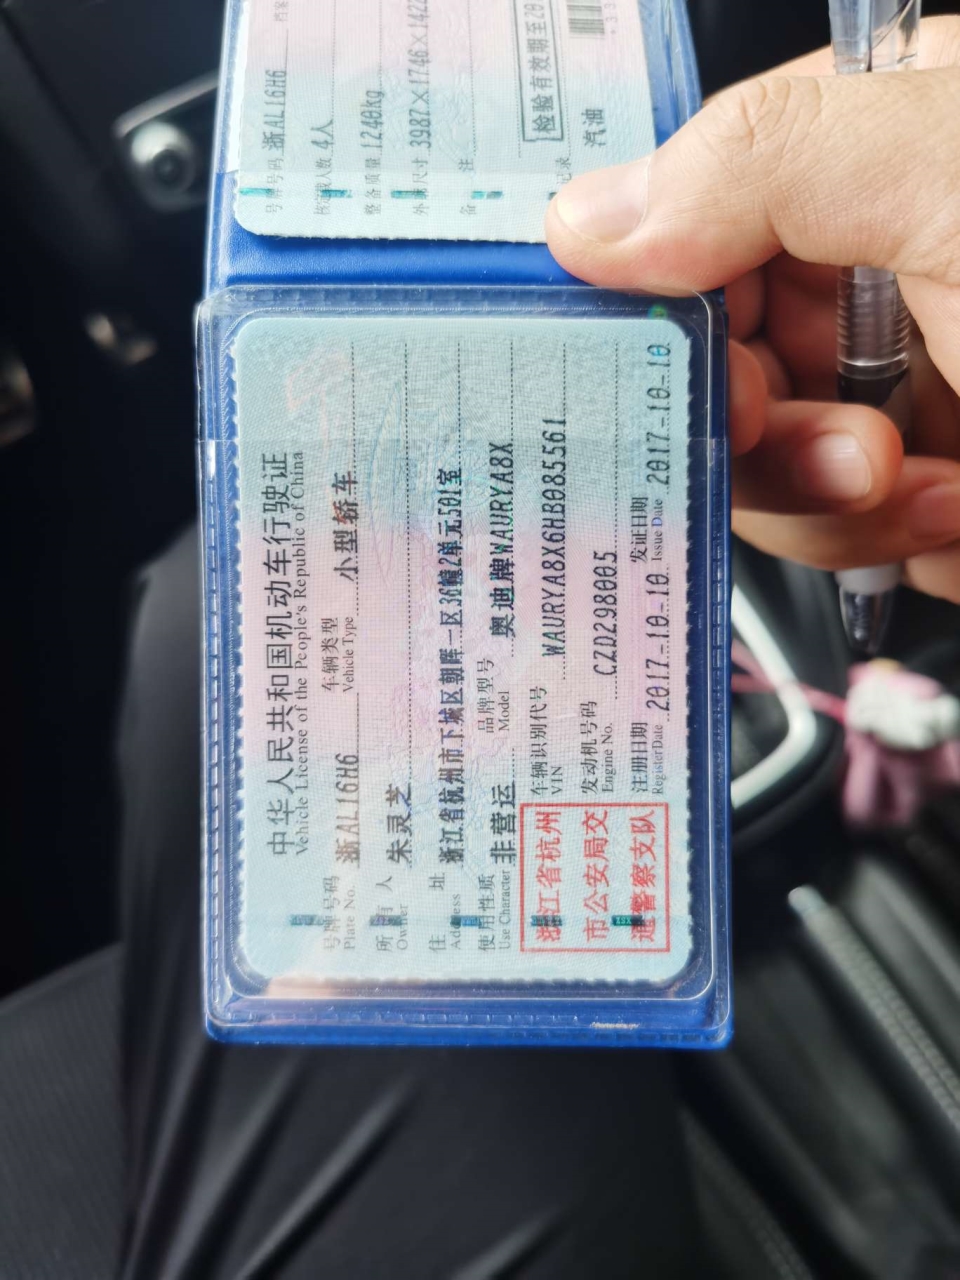 号牌号码 浙AL16H6 档案
核定载人数 4人
整备质量 1240kg
外廓尺寸 3987×1746×142
备 注
检验有效期至20
记录 汽油
中华人民共和国机动车行驶证
Vehicle License of the People's Republic of China
号牌号码 浙AL16H6 车辆类型 小型轿车
Plate No. Vehicle Type
所有人 朱灵芝
Owner
住 址 浙江省杭州市下城区朝晖一区36幢2单元501室
Address
使用性质 非营运 品牌型号 奥迪牌WAURYA8X
Use Character Model
车辆识别代号 WAURYA8X6HB085561
VIN
发动机号码 CZD298005
Engine No.
注册日期 2017-10-10 发证日期 2017-10-10
Register Date Issue Date
浙江省杭州
市公安局交
通警察支队